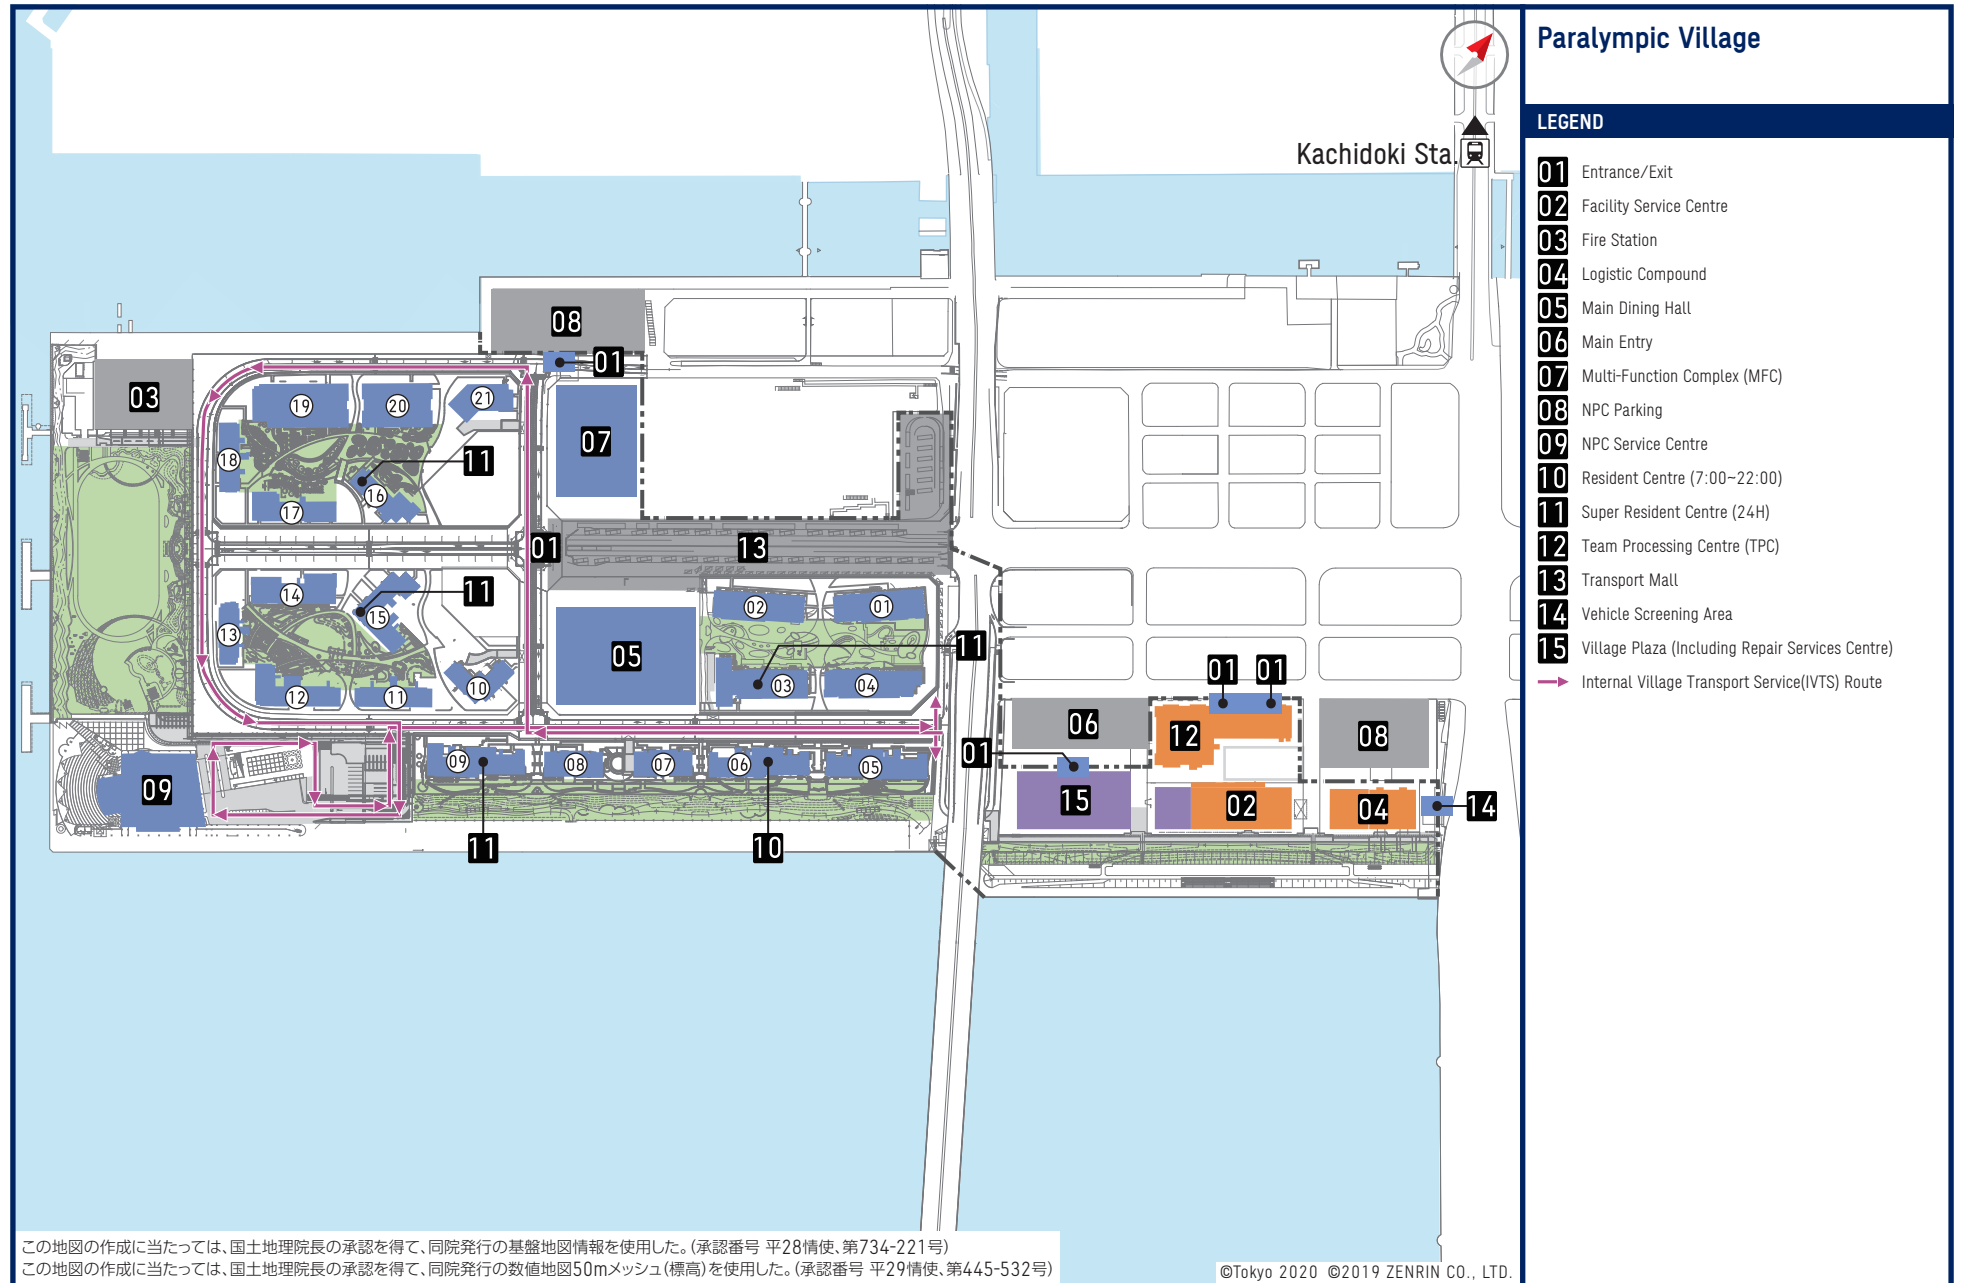 Paralympic Village
LEGEND
01 Entrance/Exit
02 Facility Service Centre
03 Fire Station
04 Logistic Compound
05 Main Dining Hall
06 Main Entry
07 Multi-Function Complex (MFC)
08 NPC Parking
09 NPC Service Centre
10 Resident Centre (7:00~22:00)
11 Super Resident Centre (24H)
12 Team Processing Centre (TPC)
13 Transport Mall
14 Vehicle Screening Area
15 Village Plaza (Including Repair Services Centre)
Internal Village Transport Service(IVTS) Route
Kachidoki Sta.
08
01
03
19
20
21
07
18
11
16
17
01
13
14
11
15
13
02
01
05
11
12
11
10
03
04
01
01
06
12
08
01
09
09
08
07
06
05
15
02
04
14
11
10
この地図の作成に当たっては、国土地理院長の承認を得て、同院発行の基盤地図情報を使用した。(承認番号 平28情使、第734-221号)
この地図の作成に当たっては、国土地理院長の承認を得て、同院発行の数値地図50mメッシュ(標高)を使用した。(承認番号 平29情使、第445-532号)
©Tokyo 2020 ©2019 ZENRIN CO., LTD.